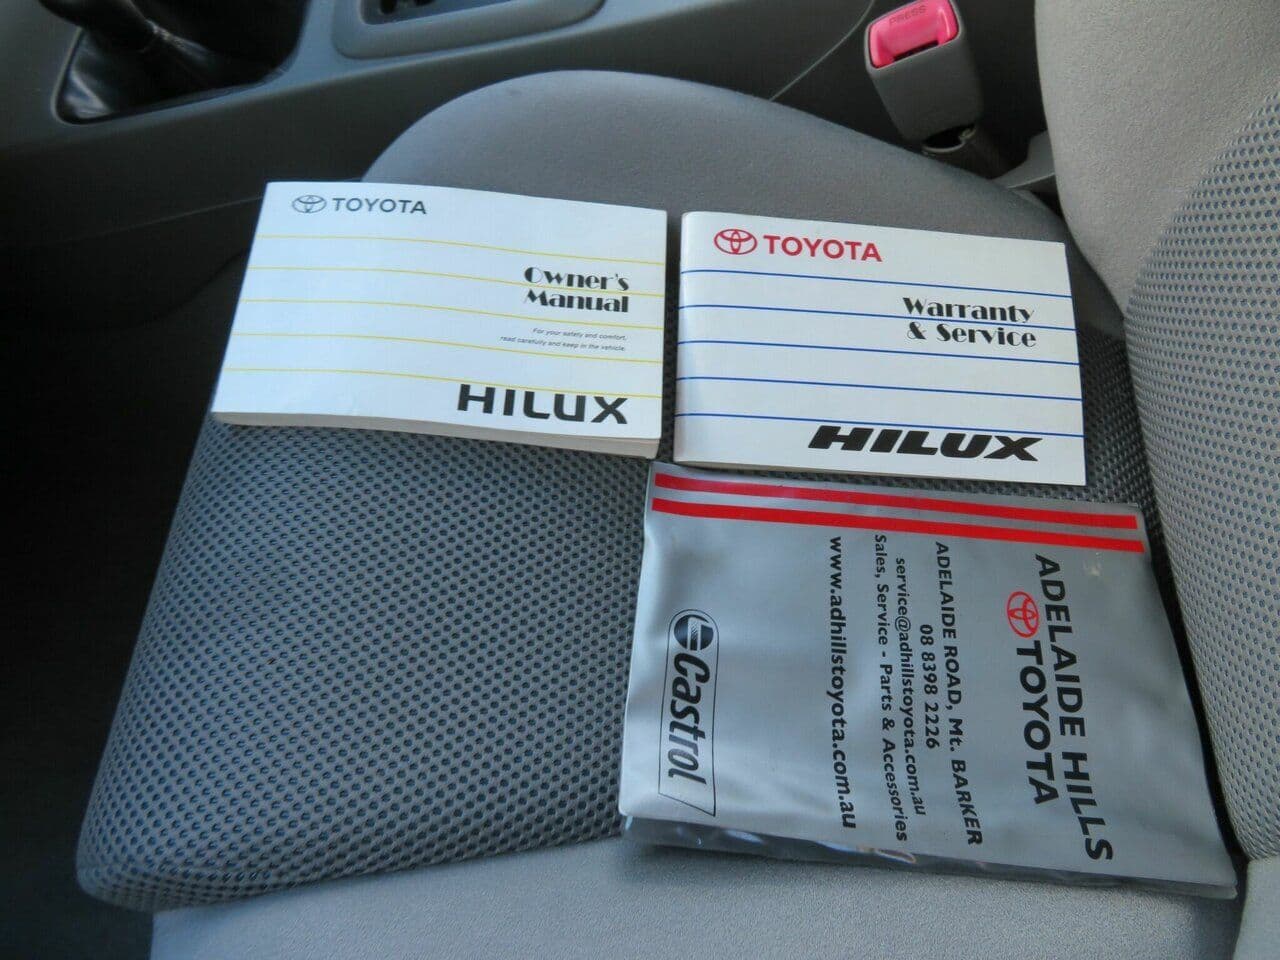 PRESS
TOYOTA
Owner's
Manual
For your safety and comfort,
read carefully and keep in the vehicle.
HILUX
TOYOTA
Warranty
& Service
HILUX
ADELAIDE HILLS
TOYOTA
ADELAIDE ROAD, Mt. BARKER
08 8398 2226
service@adhillstoyota.com.au
Sales, Service - Parts & Accessories
www.adhillstoyota.com.au
Castrol